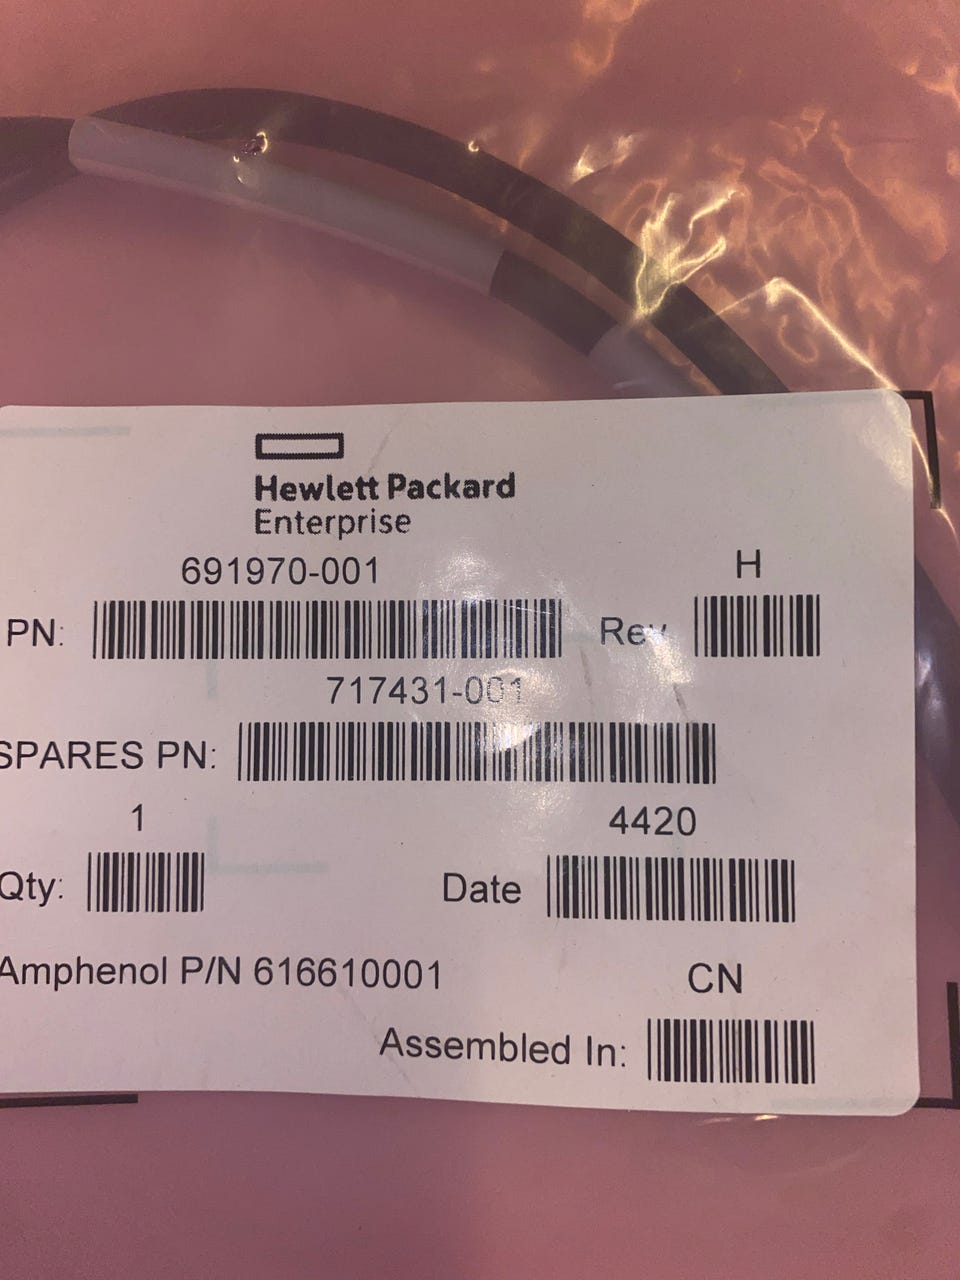 Hewlett Packard
Enterprise
691970-001 H
PN: Rev
717431-001
SPARES PN:
1 4420
Qty: Date
Amphenol P/N 616610001 CN
Assembled In: